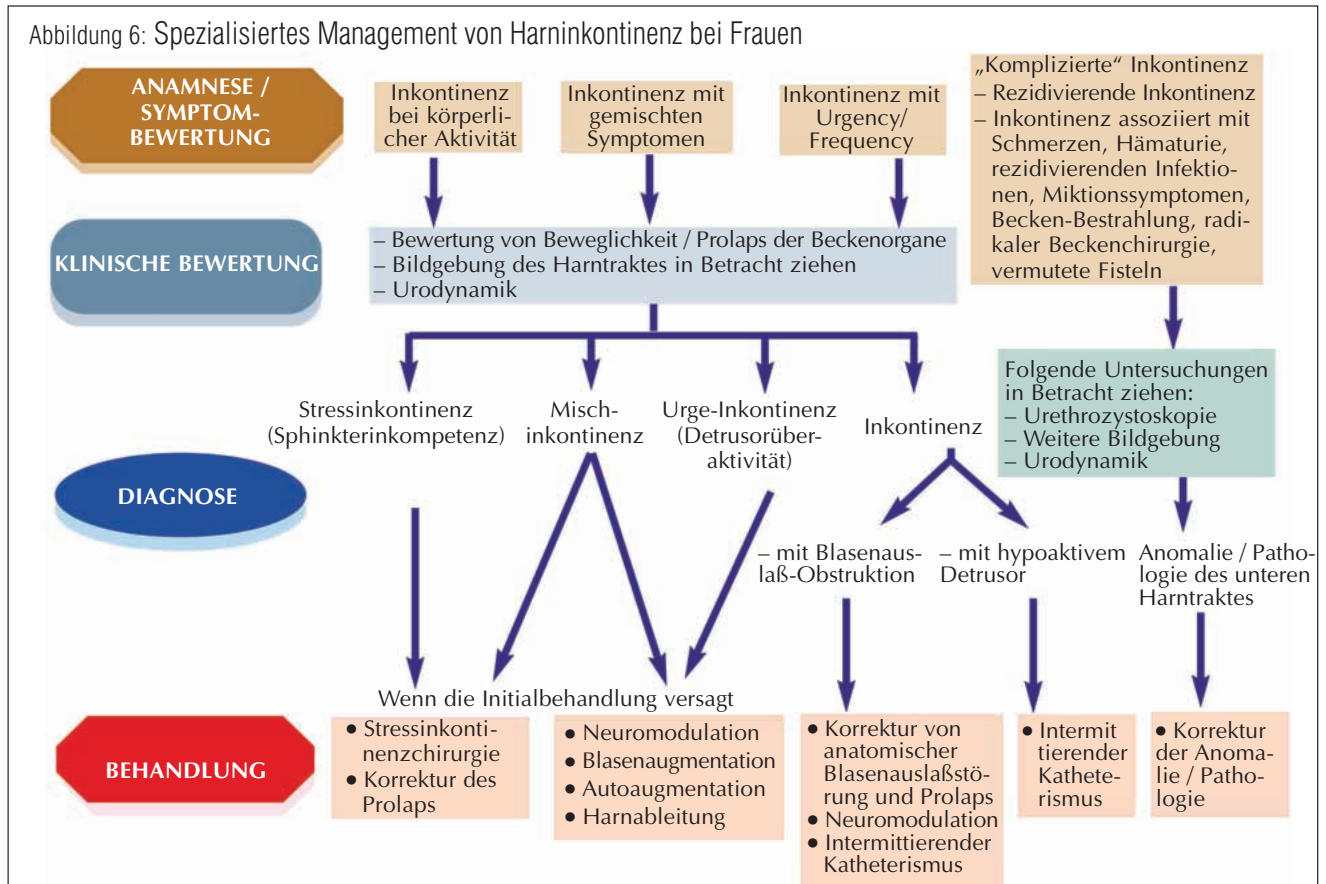 Abbildung 6: Spezialisiertes Management von Harninkontinenz bei Frauen
ANAMNESE /
SYMPTOM-
BEWERTUNG
Inkontinenz
bei körperli-
cher Aktivität
Inkontinenz mit
gemischten
Symptomen
Inkontinenz mit
Urgency/
Frequency
„Komplizierte“ Inkontinenz
– Rezidivierende Inkontinenz
– Inkontinenz assoziiert mit
Schmerzen, Hämaturie,
rezidivierenden Infektio-
nen, Miktionssymptomen,
Becken-Bestrahlung, radi-
kaler Beckenchirurgie,
vermutete Fisteln
KLINISCHE BEWERTUNG
– Bewertung von Beweglichkeit / Prolaps der Beckenorgane
– Bildgebung des Harntraktes in Betracht ziehen
– Urodynamik
Folgende Untersuchungen
in Betracht ziehen:
– Urethrozystoskopie
– Weitere Bildgebung
– Urodynamik
DIAGNOSE
Stressinkontinenz
(Sphinkterinkompetenz)
Misch-
inkontinenz
Urge-Inkontinenz
(Detrusorüber-
aktivität)
Inkontinenz
– mit Blasenaus-
laß-Obstruktion
– mit hypoaktivem
Detrusor
Anomalie / Patho-
logie des unteren
Harntraktes
Wenn die Initialbehandlung versagt
BEHANDLUNG
● Stressinkonti-
nenzchirurgie
● Korrektur des
Prolaps
● Neuromodulation
● Blasenaugmentation
● Autoaugmentation
● Harnableitung
● Korrektur von
anatomischer
Blasenauslaßstö-
rung und Prolaps
● Neuromodulation
● Intermittierender
Katheterismus
● Intermit
tierender
Kathete-
rismus
● Korrektur
der Anoma-
lie / Patho-
logie